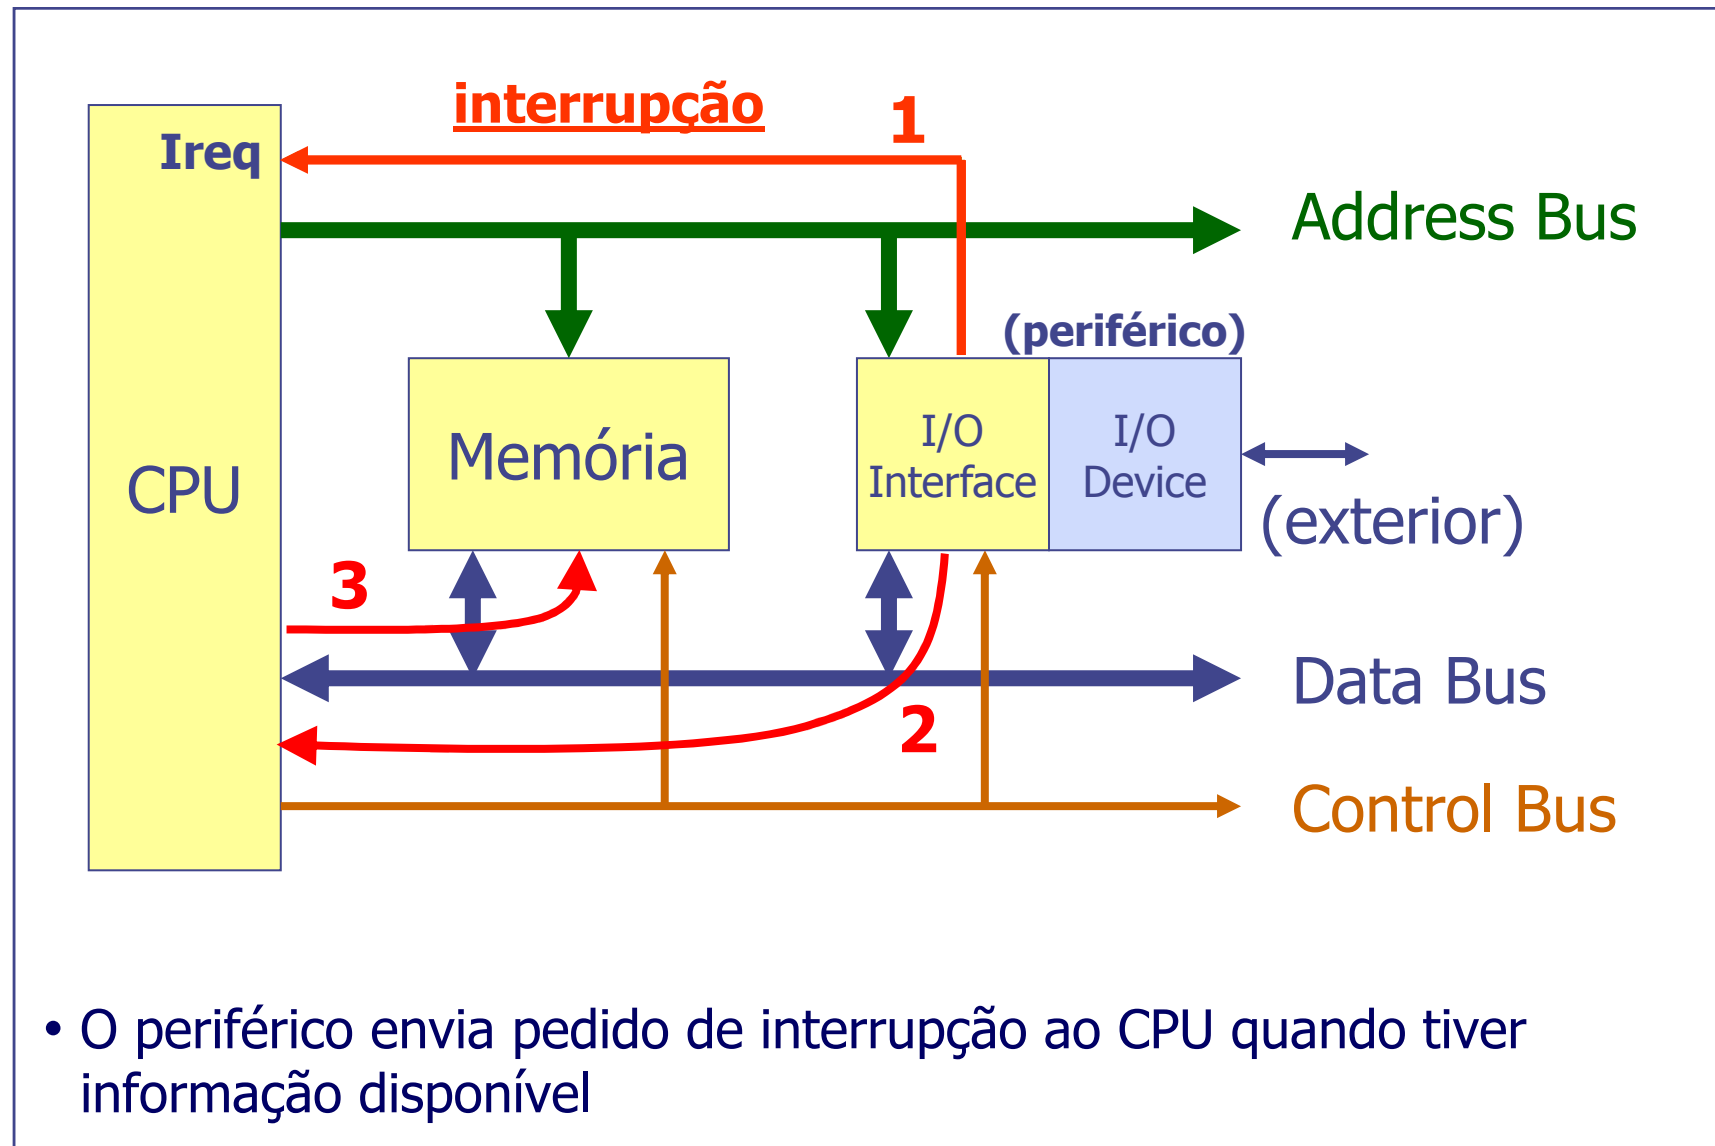 interrupção
1
Ireq
Address Bus
(periférico)
CPU
Memória
I/O
Interface
I/O
Device
(exterior)
3
2
Data Bus
Control Bus
• O periférico envia pedido de interrupção ao CPU quando tiver
informação disponível